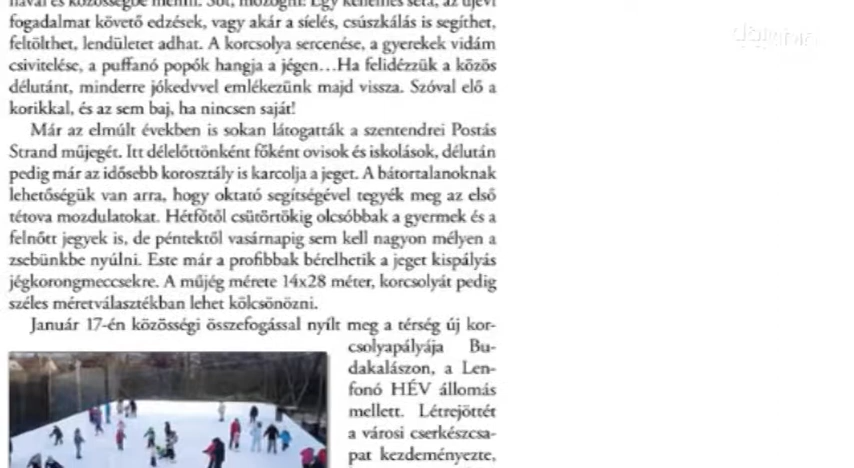 fogadalmat követő edzések, vagy akár a síelés, csúszkálás is segíthet,
feltölthet, lendületet adhat. A korcsolya sercenése, a gyerekek vidám
csivitelése, a puffanó popók hangja a jégen…Ha felidézzük a közös
délutánt, minderre jókedvvel emlékezünk majd vissza. Szóval elő a
korikkal, és az sem baj, ha nincsen saját!
Már az elmúlt években is sokan látogatták a szentendrei Postás
Strand műjegét. Itt délelőttönként főként ovisok és iskolások, délután
pedig már az idősebb korosztály is karcolja a jeget. A bátortalanoknak
lehetőségük van arra, hogy oktató segítségével tegyék meg az első
tétova mozdulatokat. Hétfőtől csütörtökig olcsóbbak a gyermek és a
felnőtt jegyek is, de péntektől vasárnapig sem kell nagyon mélyen a
zsebünkbe nyúlni. Este már a profibbak bérelhetik a jeget kispályás
jégkorongmeccsekre. A műjég mérete 14x28 méter, korcsolyát pedig
széles méretválasztékban lehet kölcsönözni.
Január 17-én közösségi összefogással nyílt meg a térség új kor-
csolyapályája Bu-
dakalászon, a Len-
fonó HÉV állomás
mellett. Létrejöttét
a városi cserkészcsa-
pat kezdeményezte,